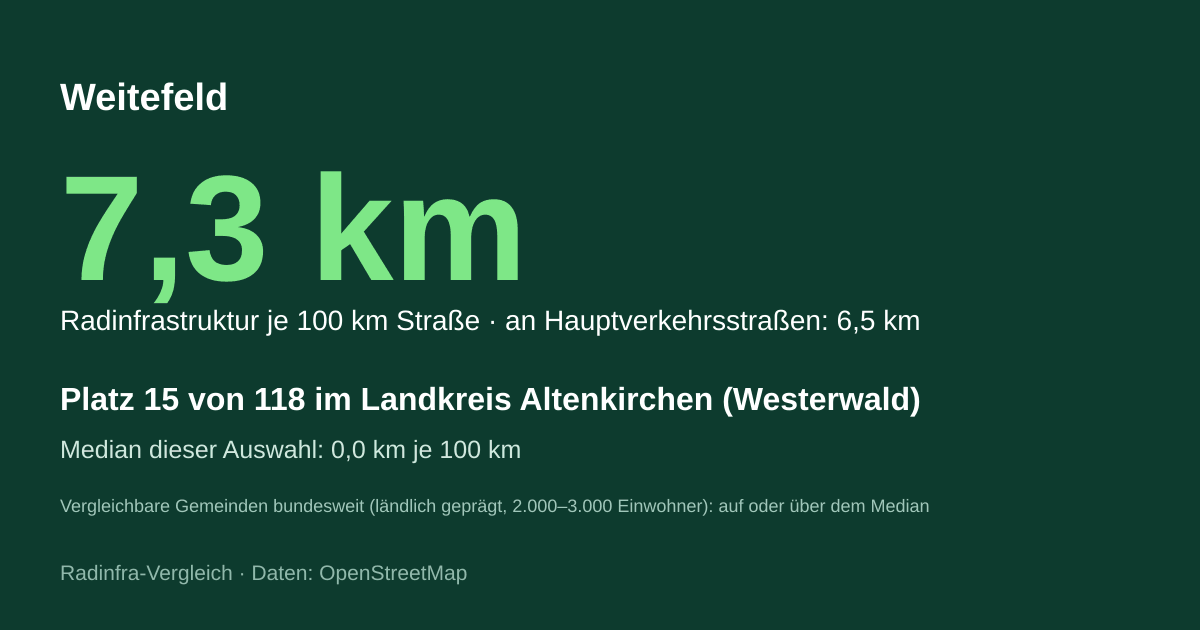 Weitefeld
7,3 km
Radinfrastruktur je 100 km Straße · an Hauptverkehrsstraßen: 6,5 km
Platz 15 von 118 im Landkreis Altenkirchen (Westerwald)
Median dieser Auswahl: 0,0 km je 100 km
Vergleichbare Gemeinden bundesweit (ländlich geprägt, 2.000–3.000 Einwohner): auf oder über dem Median
Radinfra-Vergleich · Daten: OpenStreetMap